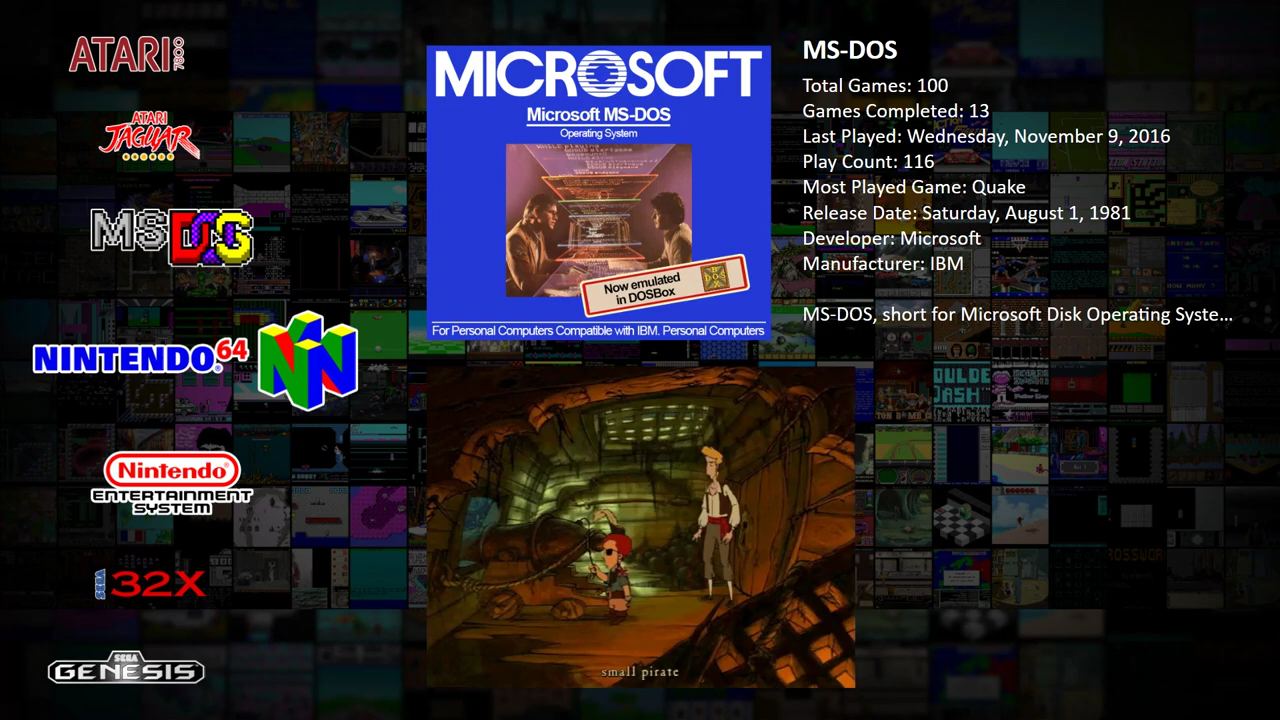 ATARI 7800
ATARI
JAGUAR
MS DOS
NINTENDO 64
Nintendo®
ENTERTAINMENT
SYSTEM
SEGA 32X
SEGA
GENESIS
MICROSOFT
Microsoft MS-DOS
Operating System
Now emulated
in DOSBox
For Personal Computers Compatible with IBM. Personal Computers
small pirate
MS-DOS
Total Games: 100
Games Completed: 13
Last Played: Wednesday, November 9, 2016
Play Count: 116
Most Played Game: Quake
Release Date: Saturday, August 1, 1981
Developer: Microsoft
Manufacturer: IBM
MS-DOS, short for Microsoft Disk Operating Syste...